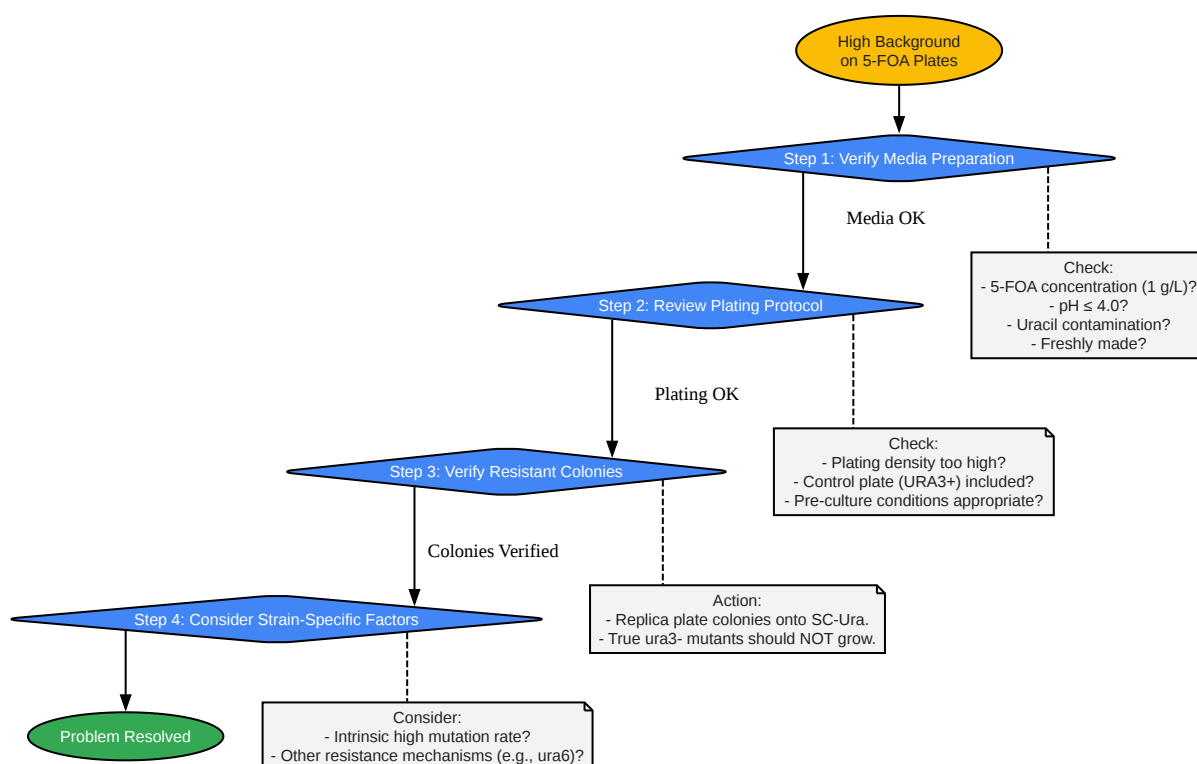 High Background
on 5-FOA Plates
Step 1: Verify Media Preparation
Media OK
Check:
- 5-FOA concentration (1 g/L)?
- pH ≤ 4.0?
- Uracil contamination?
- Freshly made?
Step 2: Review Plating Protocol
Plating OK
Check:
- Plating density too high?
- Control plate (URA3+) included?
- Pre-culture conditions appropriate?
Step 3: Verify Resistant Colonies
Colonies Verified
Action:
- Replica plate colonies onto SC-Ura.
- True ura3- mutants should NOT grow.
Step 4: Consider Strain-Specific Factors
Consider:
- Intrinsic high mutation rate?
- Other resistance mechanisms (e.g., ura6)?
Problem Resolved